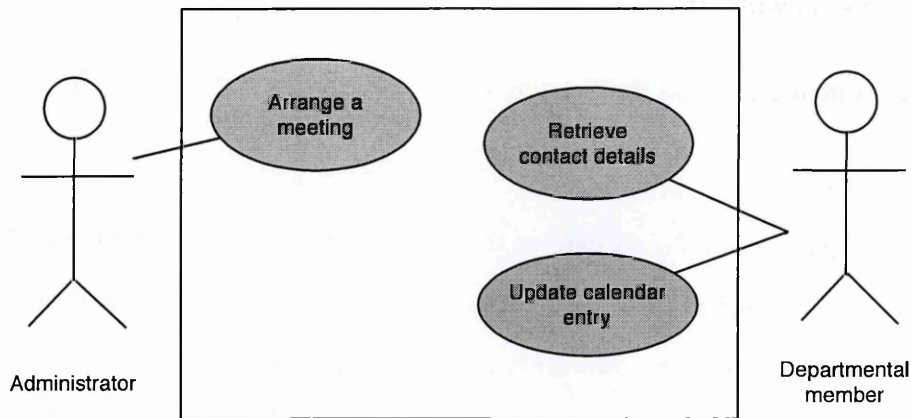 Arrange a
meeting
Retrieve
contact details
Update calendar
entry
Administrator
Departmental
member